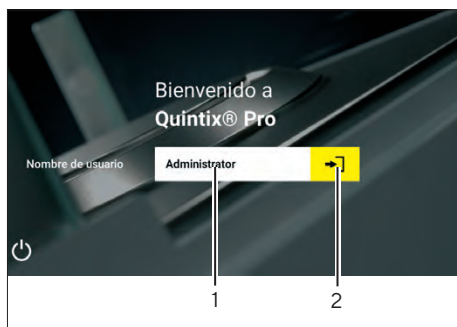 Bienvenido a
Quintix® Pro
Nombre de usuario
Administrator
1
2